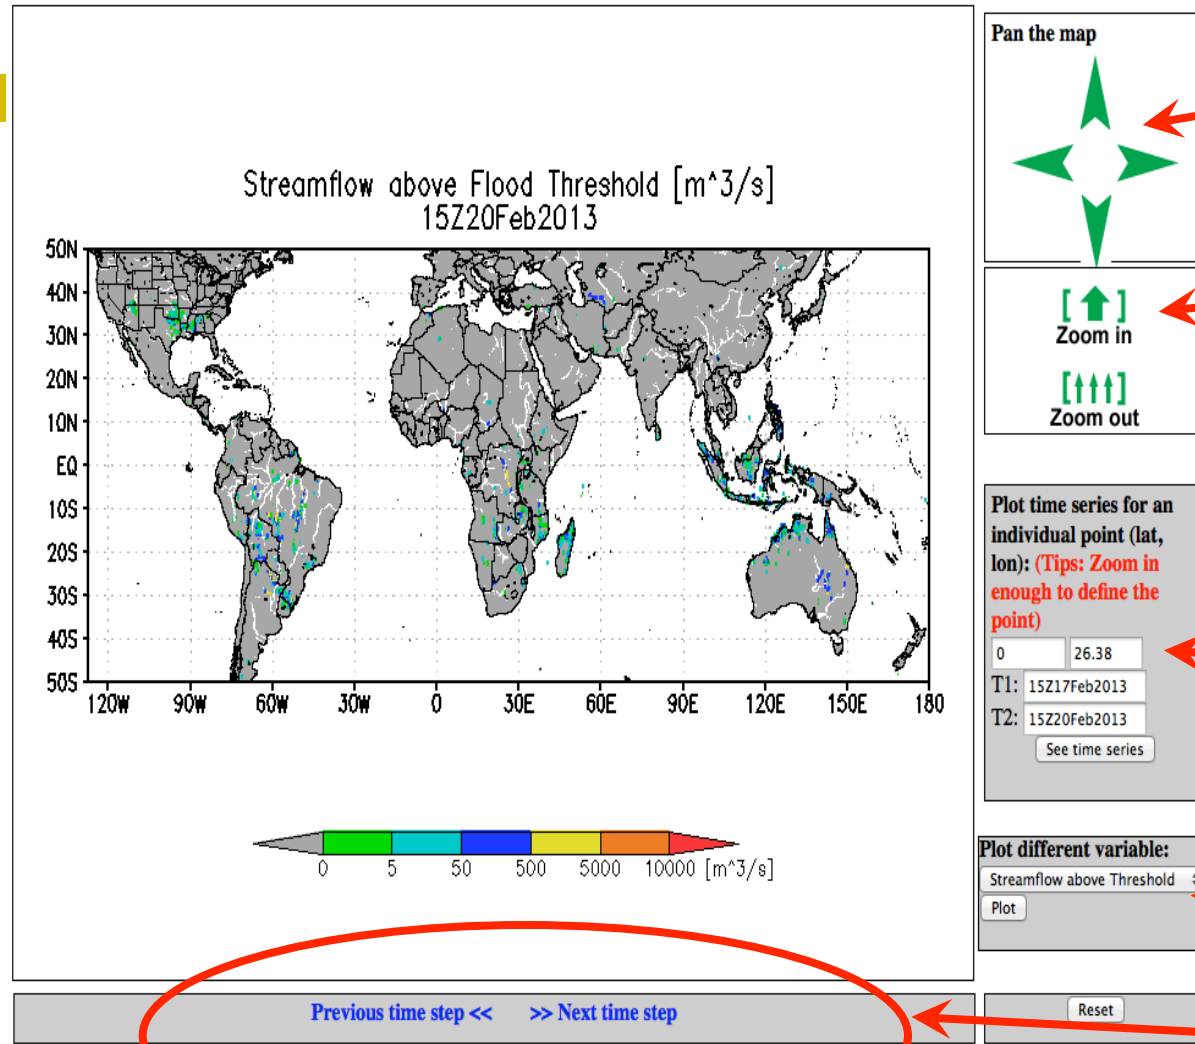 Streamflow above Flood Threshold [m^3/s]
15Z20Feb2013
50N
40N
30N
20N
10N
EQ
10S
20S
30S
40S
50S
120W 90W 60W 30W 0 30E 60E 90E 120E 150E 180
0 5 50 500 5000 10000 [m^3/s]
Previous time step << >> Next time step
Pan the map
[ ]
Zoom in
[ ]
Zoom out
Plot time series for an
individual point (lat,
lon): (Tips: Zoom in
enough to define the
point)
0 26.38
T1: 15Z17Feb2013
T2: 15Z20Feb2013
See time series
Plot different variable:
Streamflow above Threshold
Plot
Reset